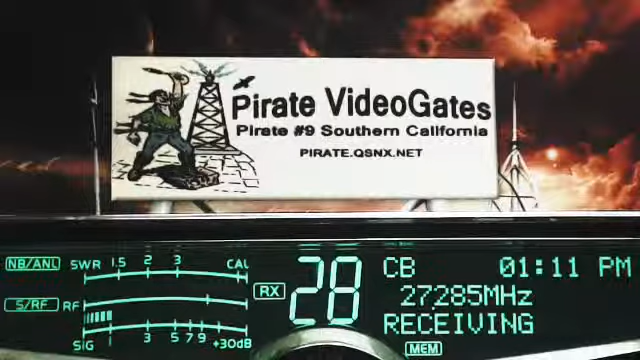 Pirate VideoGates
Pirate #9 Southern California
PIRATE.QSNX.NET
NB/ANL SWR 1.5 2 3 CAL
S/RF RF
SIG 1 3 5 7 9 +30dB
RX 28
CB 01:11 PM
27285MHz
RECEIVING
MEM